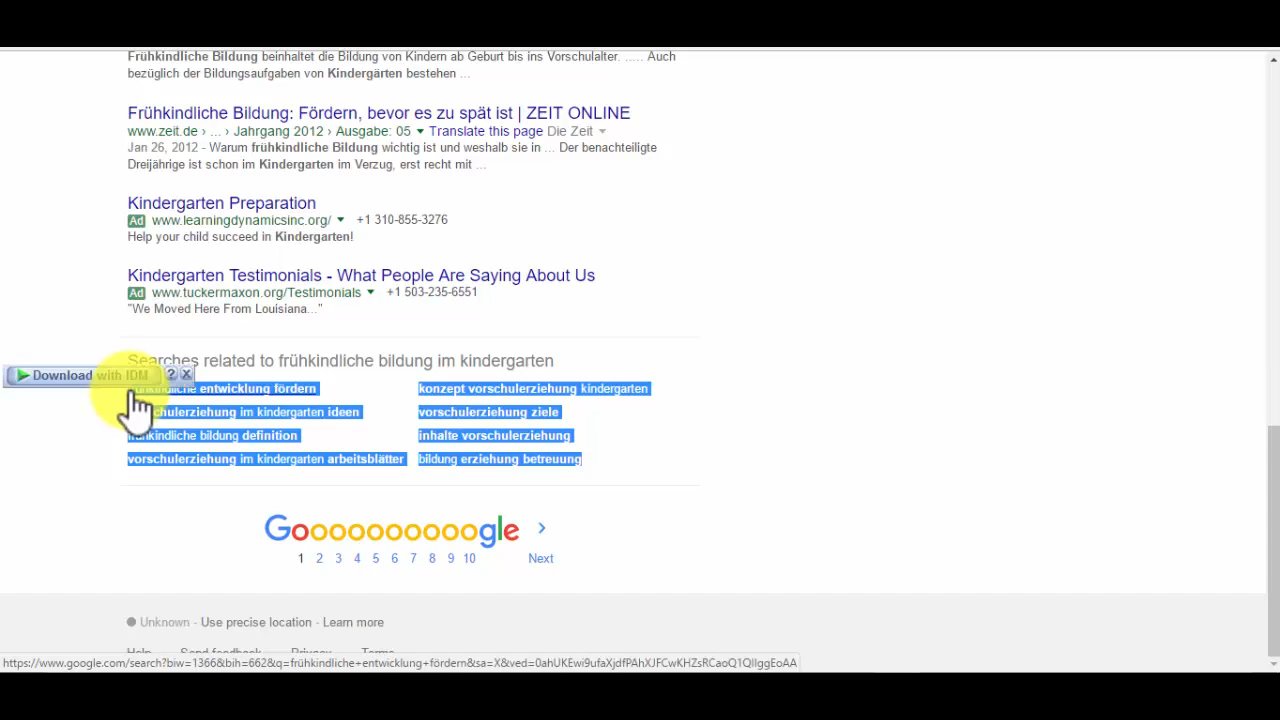 Frühkindliche Bildung beinhaltet die Bildung von Kindern ab Geburt bis ins Vorschulalter. ..... Auch
bezüglich der Bildungsaufgaben von Kindergärten bestehen ...
Frühkindliche Bildung: Fördern, bevor es zu spät ist | ZEIT ONLINE
www.zeit.de › ... › Jahrgang 2012 › Ausgabe: 05 ▼ Translate this page Die Zeit ▼
Jan 26, 2012 - Warum frühkindliche Bildung wichtig ist und weshalb sie in ... Der benachteiligte
Dreijährige ist schon im Kindergarten im Verzug, erst recht mit ...
Kindergarten Preparation
Ad www.learningdynamicsinc.org/ ▼ +1 310-855-3276
Help your child succeed in Kindergarten!
Kindergarten Testimonials - What People Are Saying About Us
Ad www.tuckermaxon.org/Testimonials ▼ +1 503-235-6551
"We Moved Here From Louisiana..."
Searches related to frühkindliche bildung im kindergarten
Download with IDM ? X
entwicklung fördern konzept vorschulerziehung kindergarten
im kindergarten ideen vorschulerziehung ziele
frühkindliche bildung definition inhalte vorschulerziehung
vorschulerziehung im kindergarten arbeitsblätter bildung erziehung betreuung
Goooooooooogle >
1 2 3 4 5 6 7 8 9 10 Next
Unknown - Use precise location - Learn more
Help Send feedback Privacy Terms
https://www.google.com/search?biw=1366&bih=662&q=frühkindliche+entwicklung+fördern&sa=X&ved=0ahUKEwi9ufaXjdfPAhXJFCwKHZsRCaoQ1QIIggEoAA